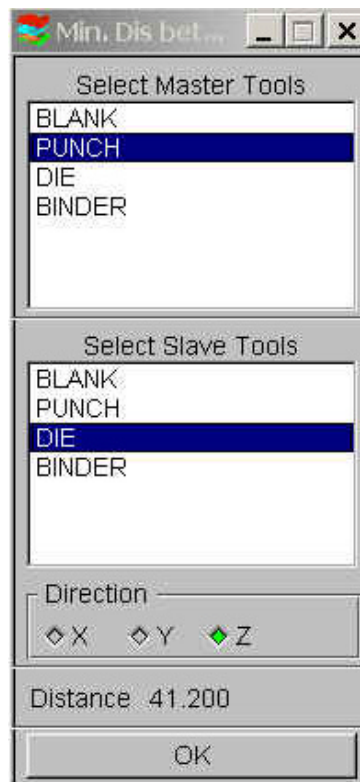 Min. Dis bet...
Select Master Tools
BLANK
PUNCH
DIE
BINDER
Select Slave Tools
BLANK
PUNCH
DIE
BINDER
Direction
X Y Z
Distance 41.200
OK